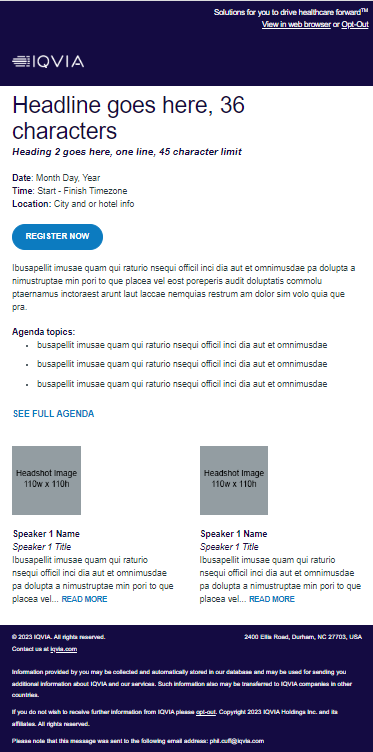 Solutions for you to drive healthcare forward™
View in web browser or Opt-Out
IQVIA
Headline goes here, 36
characters
Heading 2 goes here, one line, 45 character limit
Date: Month Day, Year
Time: Start - Finish Timezone
Location: City and or hotel info
REGISTER NOW
Ibusapellit imusae quam qui raturio nsequi officil inci dia aut et omnimusdae pa dolupta a
nimustruptae min pori to que placea vel eost poreperis audit doluptatis commolu
ptaernamus inctoraest arunt laut laccae nemquias restrum am dolor sim volo quia que
pra.
Agenda topics:
• busapellit imusae quam qui raturio nsequi officil inci dia aut et omnimusdae
• busapellit imusae quam qui raturio nsequi officil inci dia aut et omnimusdae
• busapellit imusae quam qui raturio nsequi officil inci dia aut et omnimusdae
SEE FULL AGENDA
Headshot Image
110w x 110h
Speaker 1 Name
Speaker 1 Title
Ibusapellit imusae quam qui raturio
nsequi officil inci dia aut et omnimusdae
pa dolupta a nimustruptae min pori to que
placea vel... READ MORE
Headshot Image
110w x 110h
Speaker 1 Name
Speaker 1 Title
Ibusapellit imusae quam qui raturio
nsequi officil inci dia aut et omnimusdae
pa dolupta a nimustruptae min pori to que
placea vel... READ MORE
© 2023 IQVIA. All rights reserved.
2400 Ellis Road, Durham, NC 27703, USA
Contact us at iqvia.com
Information provided by you may be collected and automatically stored in our database and may be used for sending you
additional information about IQVIA and our services. Such information also may be transferred to IQVIA companies in other
countries.
If you do not wish to receive further information from IQVIA please opt-out. Copyright 2023 IQVIA Holdings Inc. and its
affiliates. All rights reserved.
Please note that this message was sent to the following email address: phil.cuff@iqvia.com